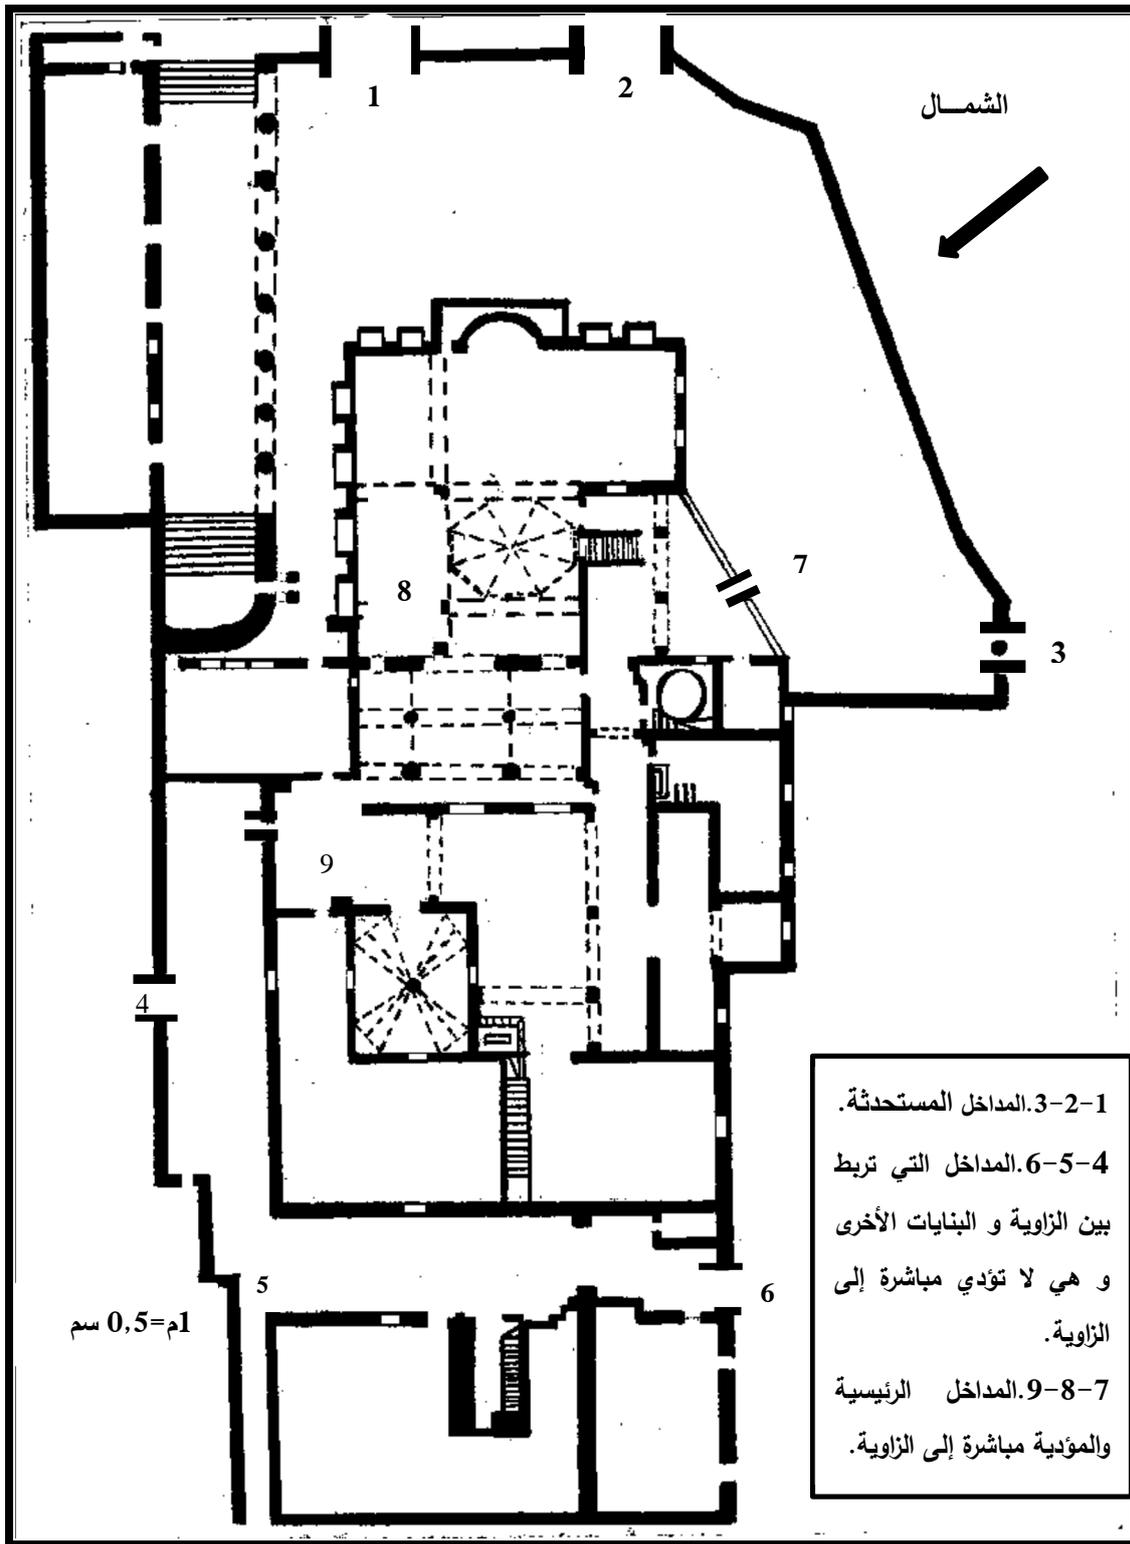 1
2
الشمـــال
7
8
3
9
4
5
6
1م=0,5 سم
1-2-3.المداخل المستحدثة.
4-5-6.المداخل التي تربط
بين الزاوية و البنايات الأخرى
و هي لا تؤدي مباشرة إلى
الزاوية.
7-8-9.المداخل الرئيسية
والمؤدية مباشرة إلى الزاوية.